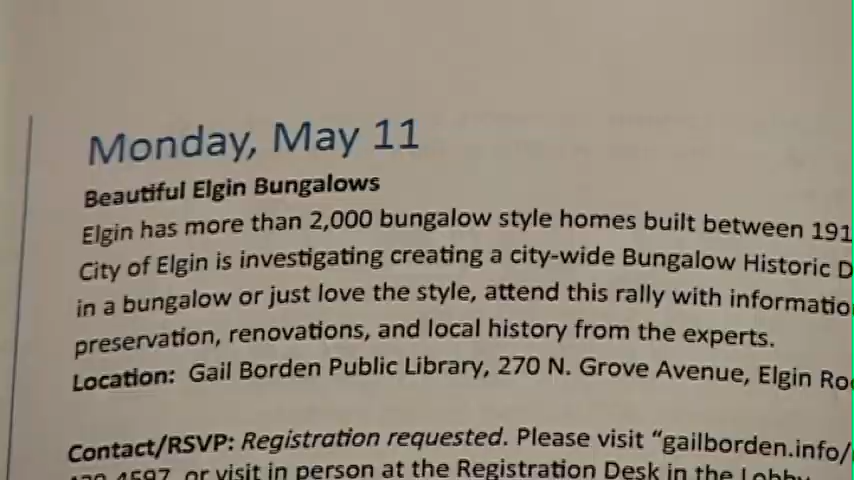 Monday, May 11
Beautiful Elgin Bungalows
Elgin has more than 2,000 bungalow style homes built between
City of Elgin is investigating creating a city-wide Bungalow Historic
in a bungalow or just love the style, attend this rally with
preservation, renovations, and local history from the experts.
Location: Gail Borden Public Library, 270 N. Grove Avenue, Elgin
Contact/RSVP: Registration requested. Please visit "gailborden.info/
or visit in person at the Registration Desk in the Lobby